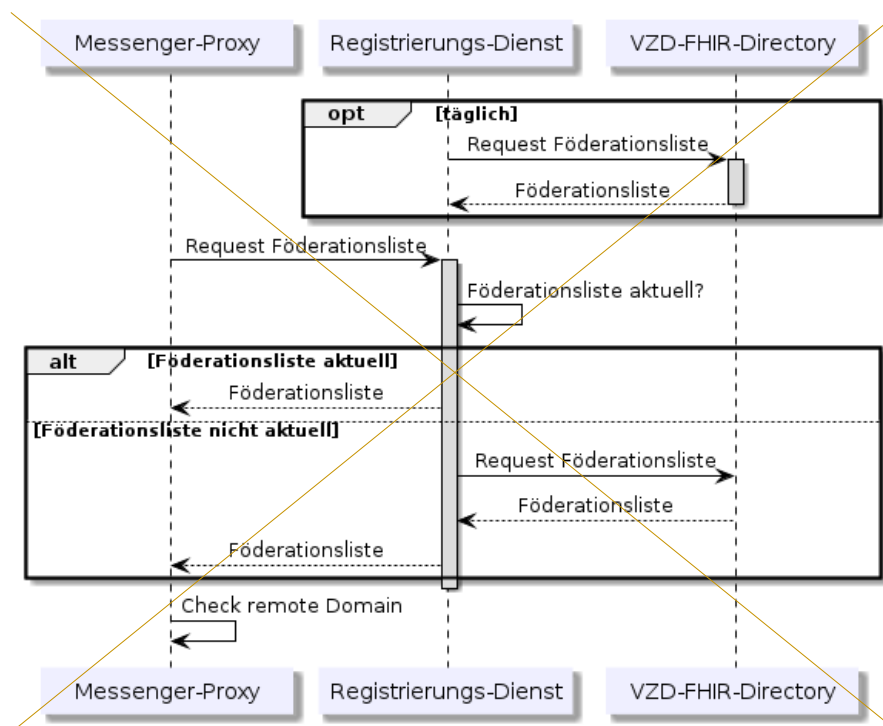 Messenger-Proxy Registrierungs-Dienst VZD-FHIR-Directory
opt [täglich]
Request Föderationsliste
Föderationsliste
Request Föderationsliste
Föderationsliste aktuell?
alt [Föderationsliste aktuell]
Föderationsliste
[Föderationsliste nicht aktuell]
Request Föderationsliste
Föderationsliste
Föderationsliste
Check remote Domain
Messenger-Proxy Registrierungs-Dienst VZD-FHIR-Directory